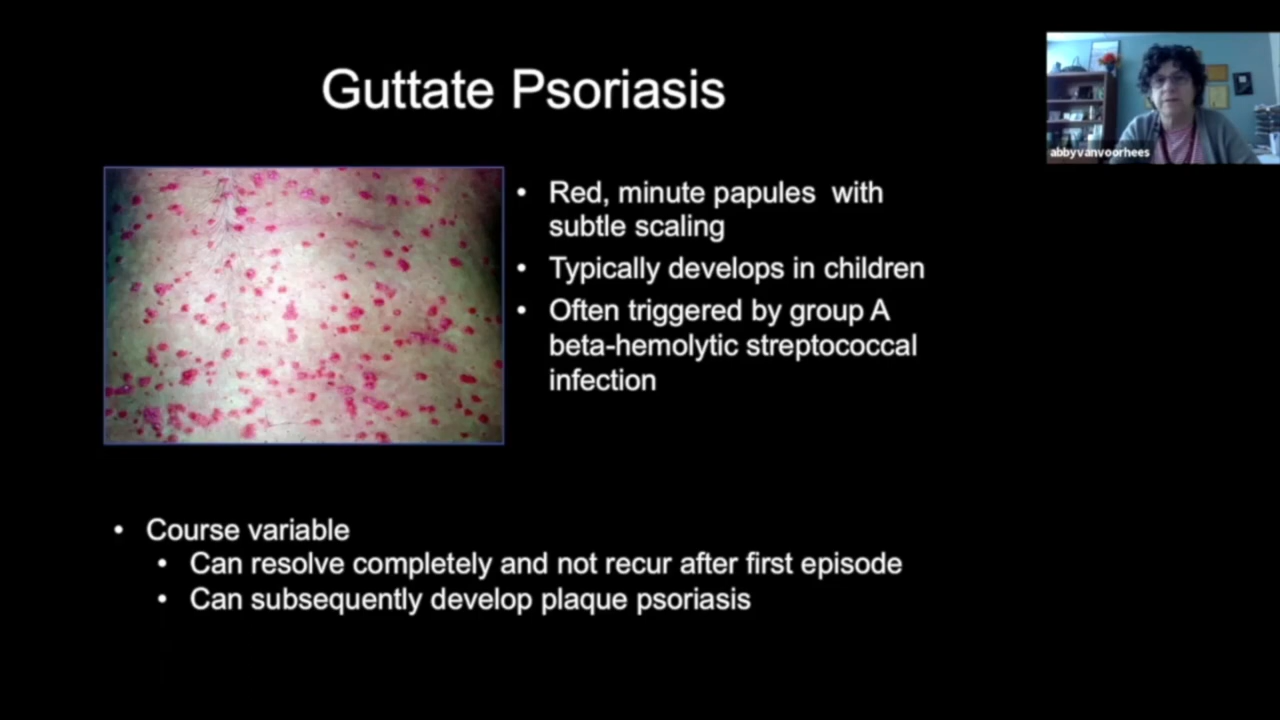 Guttate Psoriasis
abbyvanvoorhees
• Red, minute papules with
subtle scaling
• Typically develops in children
• Often triggered by group A
beta-hemolytic streptococcal
infection
• Course variable
• Can resolve completely and not recur after first episode
• Can subsequently develop plaque psoriasis